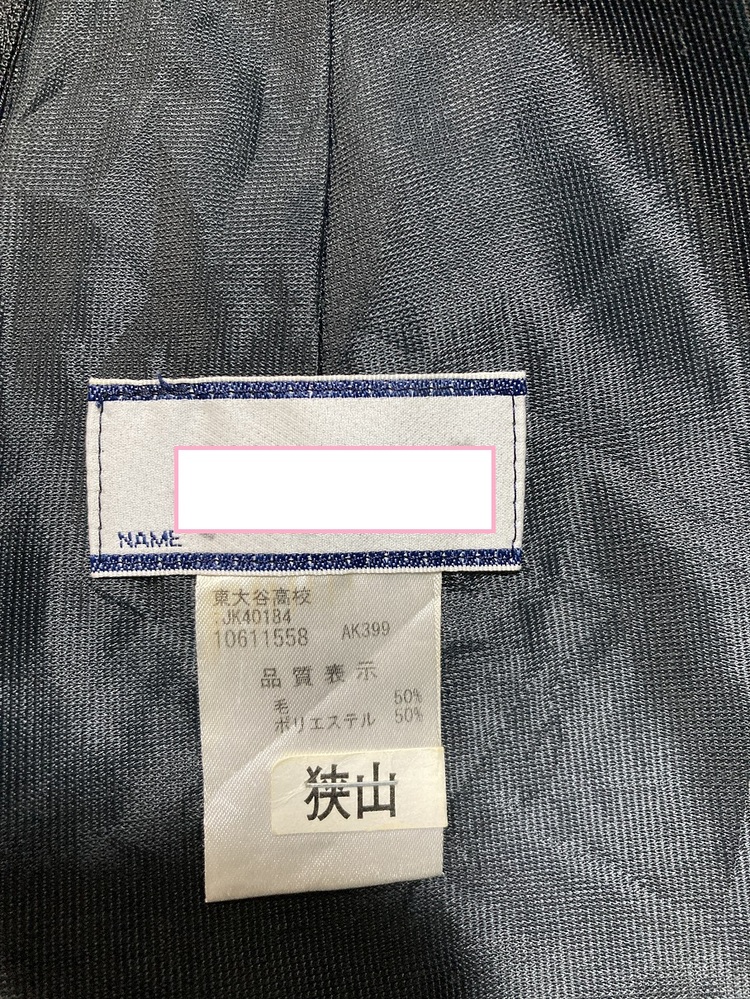 NAME
東大谷高校
:JK40184
10611558 AK399
品質表示
毛 50%
ポリエステル 50%
狭山